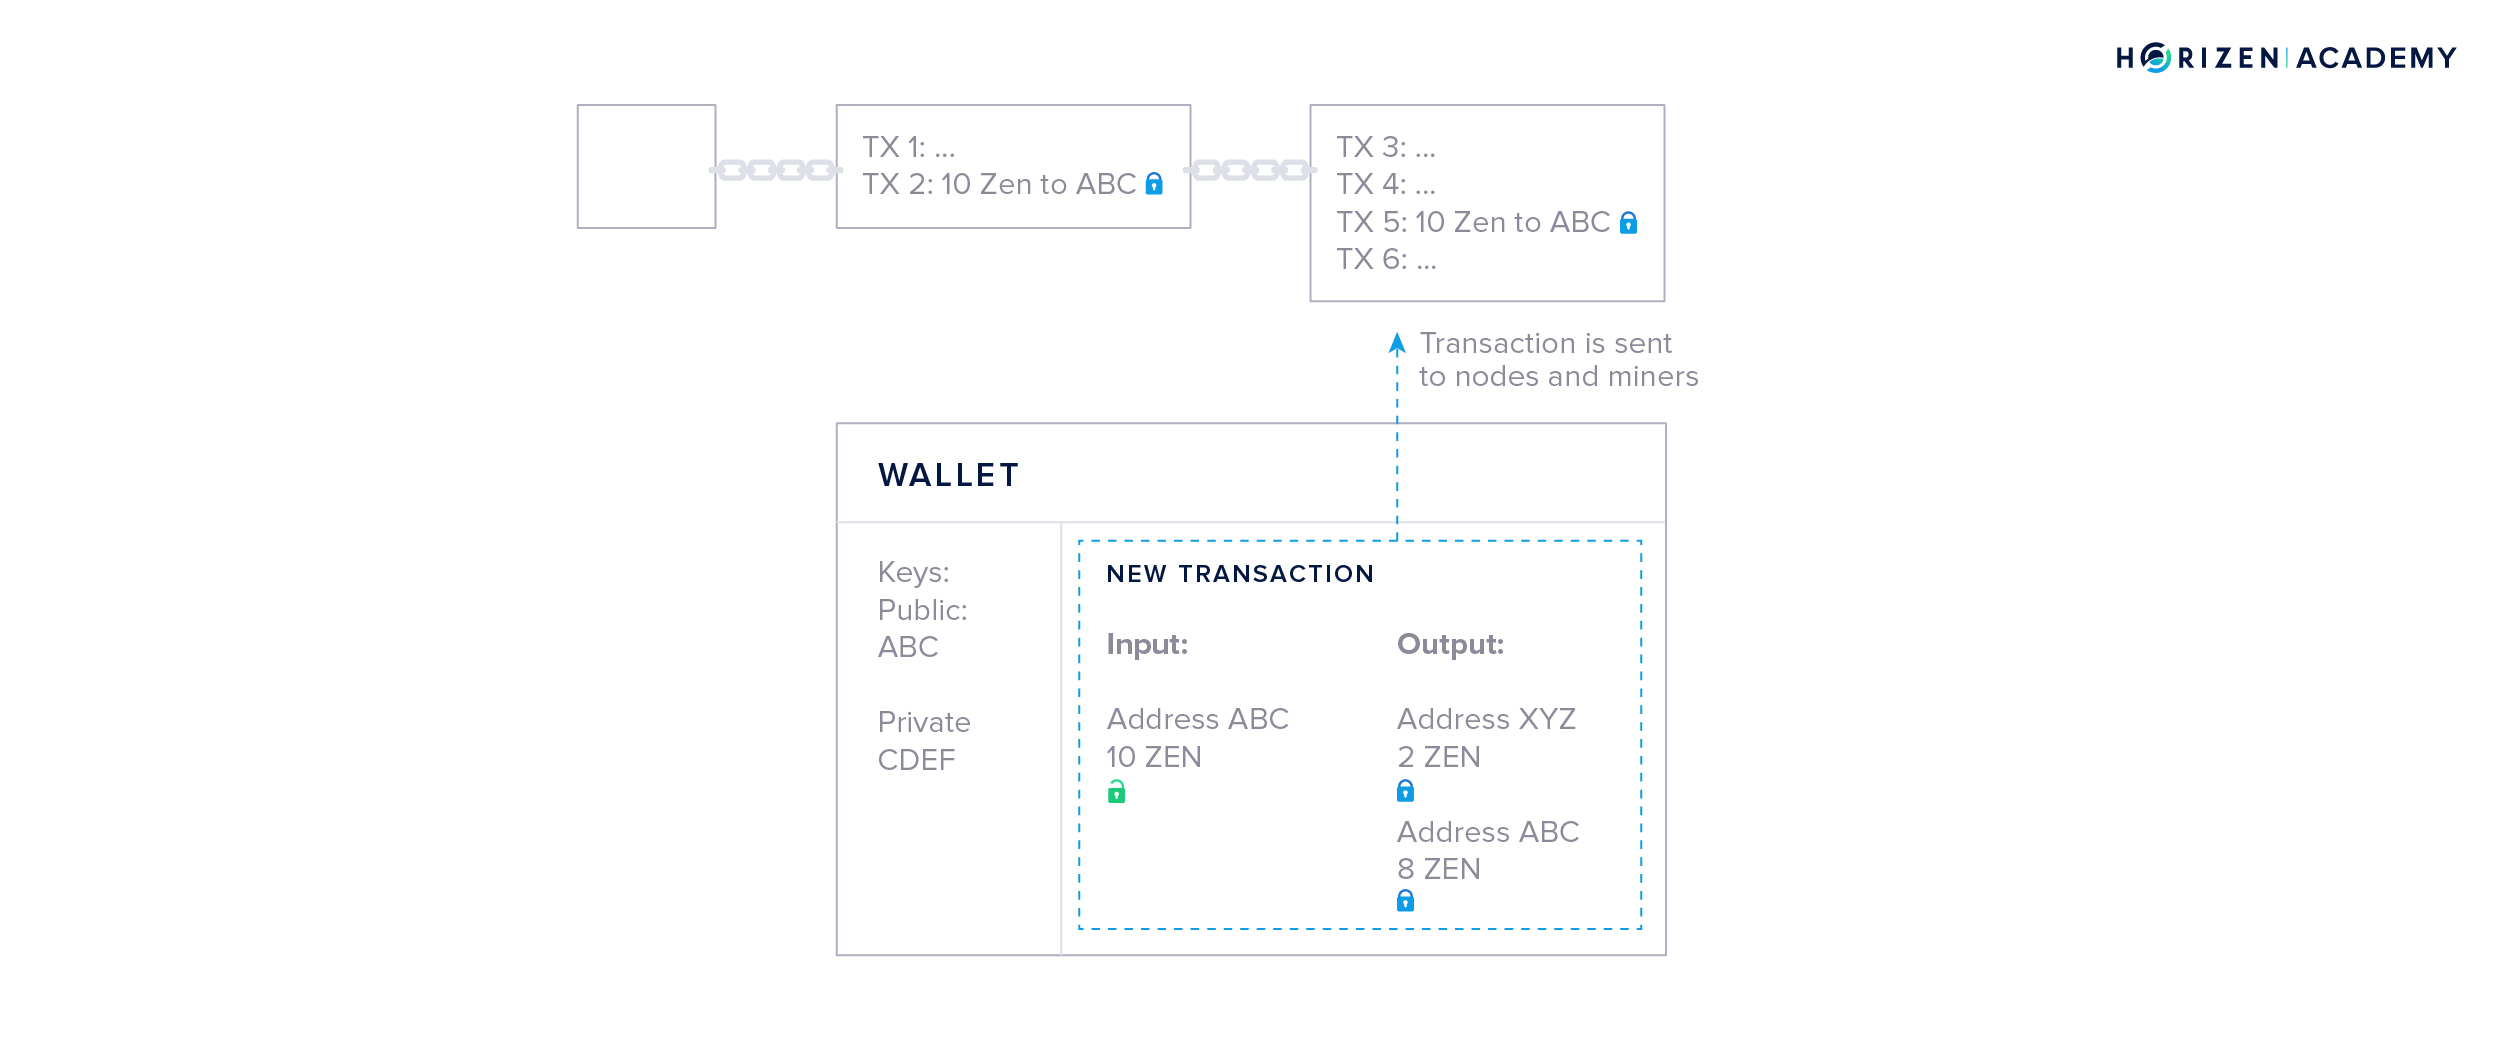 HORIZEN ACADEMY
TX 1: ...
TX 2: 10 Zen to ABC
TX 3: ...
TX 4: ...
TX 5: 10 Zen to ABC
TX 6: ...
Transaction is sent
to nodes and miners
WALLET
Keys:
Public:
ABC
Private
CDEF
NEW TRANSACTION
Input:
Address ABC
10 ZEN
Output:
Address XYZ
2 ZEN
Address ABC
8 ZEN